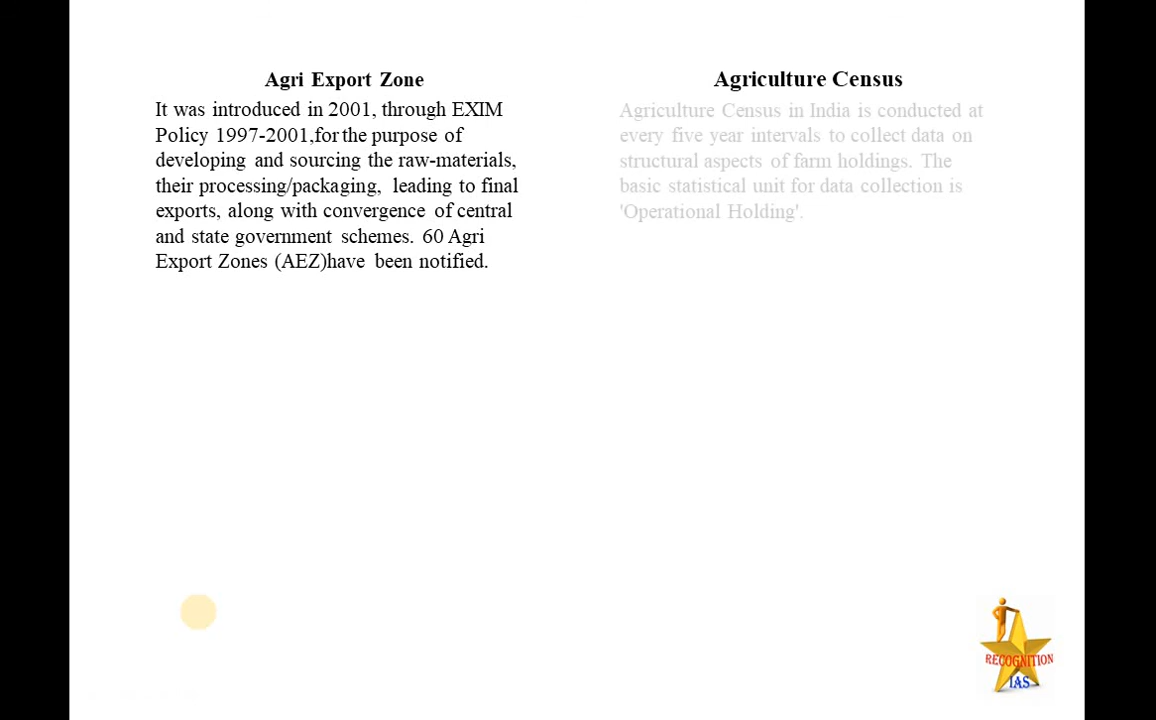 Agri Export Zone
It was introduced in 2001, through EXIM
Policy 1997-2001,for the purpose of
developing and sourcing the raw-materials,
their processing/packaging, leading to final
exports, along with convergence of central
and state government schemes. 60 Agri
Export Zones (AEZ)have been notified.
Agriculture Census
Agriculture Census in India is conducted at
every five year intervals to collect data on
structural aspects of farm holdings. The
basic statistical unit for data collection is
'Operational Holding'.
RECOGNITION
IAS